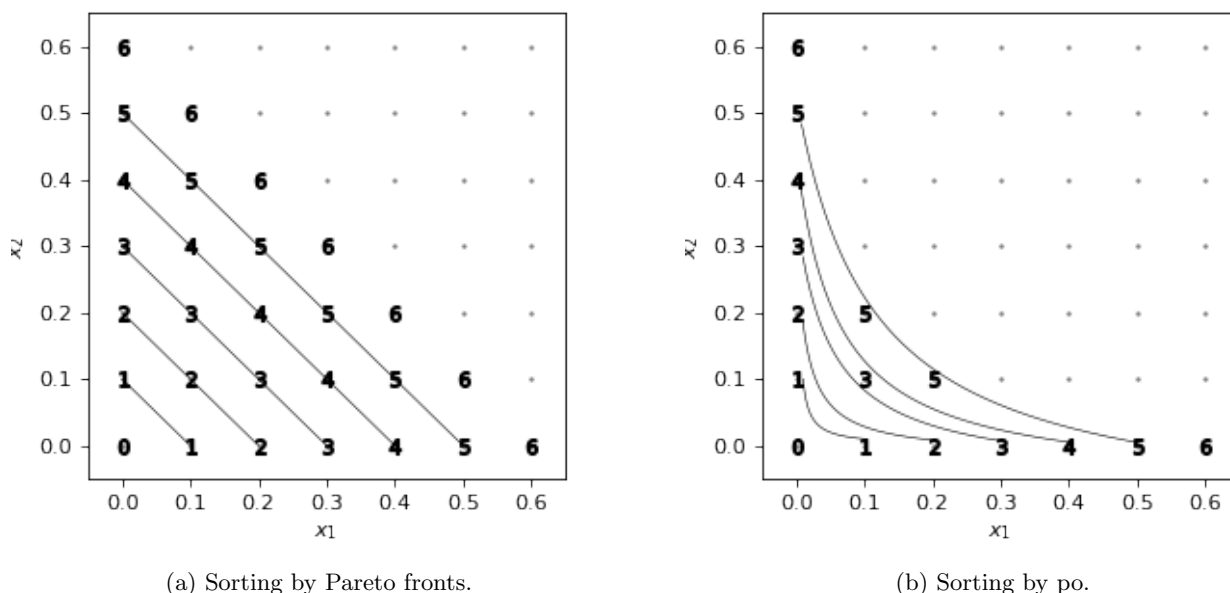 0.6 6
0.5 5 6
0.4 4 5 6
0.3 3 4 5 6
0.2 2 3 4 5 6
0.1 1 2 3 4 5 6
0.0 0 1 2 3 4 5 6
0.0 0.1 0.2 0.3 0.4 0.5 0.6
x₂
x₁
(a) Sorting by Pareto fronts.
0.6 6
0.5 5
0.4 4
0.3 3
0.2 2 5
0.1 1 3 5
0.0 0 1 2 3 4 5 6
0.0 0.1 0.2 0.3 0.4 0.5 0.6
x₂
x₁
(b) Sorting by po.